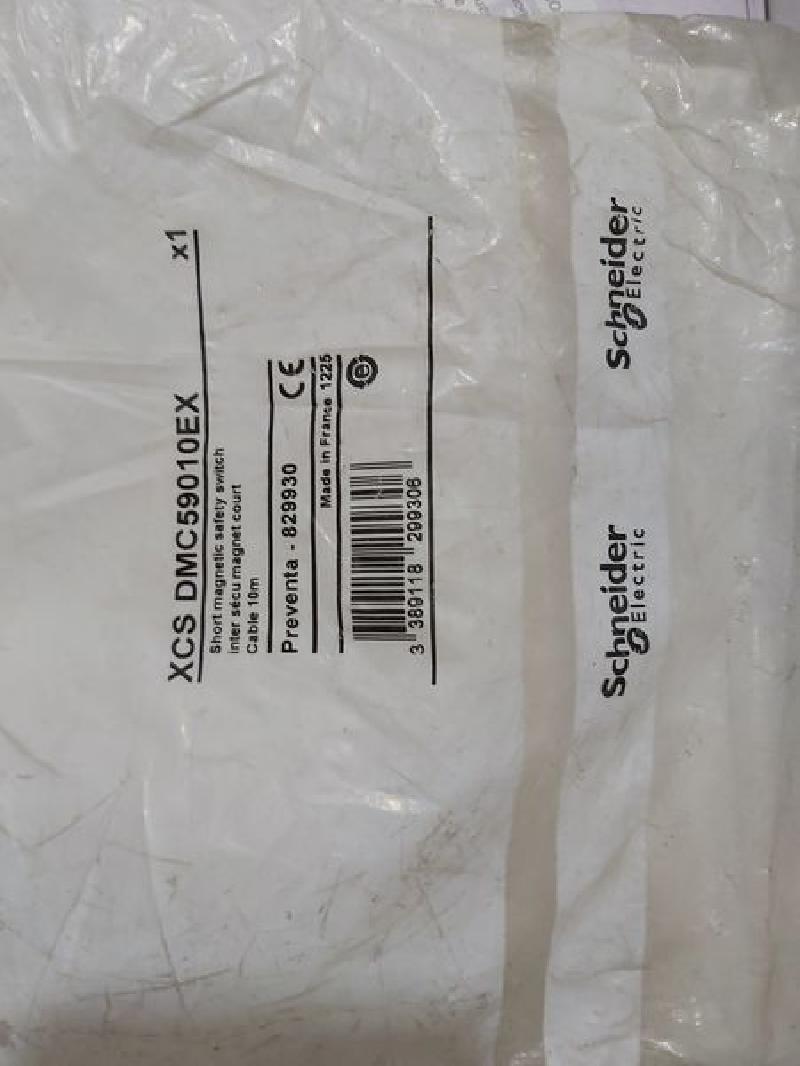 XCS DMC59010EX x1
Short magnetic safety switch
inter sécu magnet court
Cable 10m
Preventa - 829930 CE
Made in France 1225
3 389118 299306
Schneider
Electric
Schneider
Electric